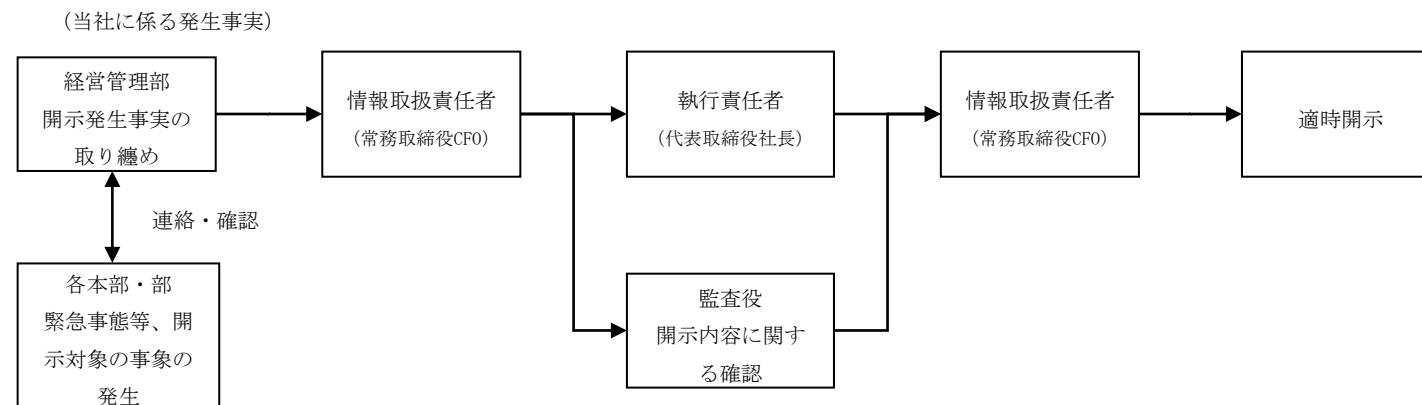 （当社に係る発生事実）
経営管理部
開示発生事実の
取り纏め
情報取扱責任者
（常務取締役CFO）
執行責任者
（代表取締役社長）
情報取扱責任者
（常務取締役CFO）
適時開示
連絡・確認
各本部・部
緊急事態等、開
示対象の事象の
発生
監査役
開示内容に関す
る確認